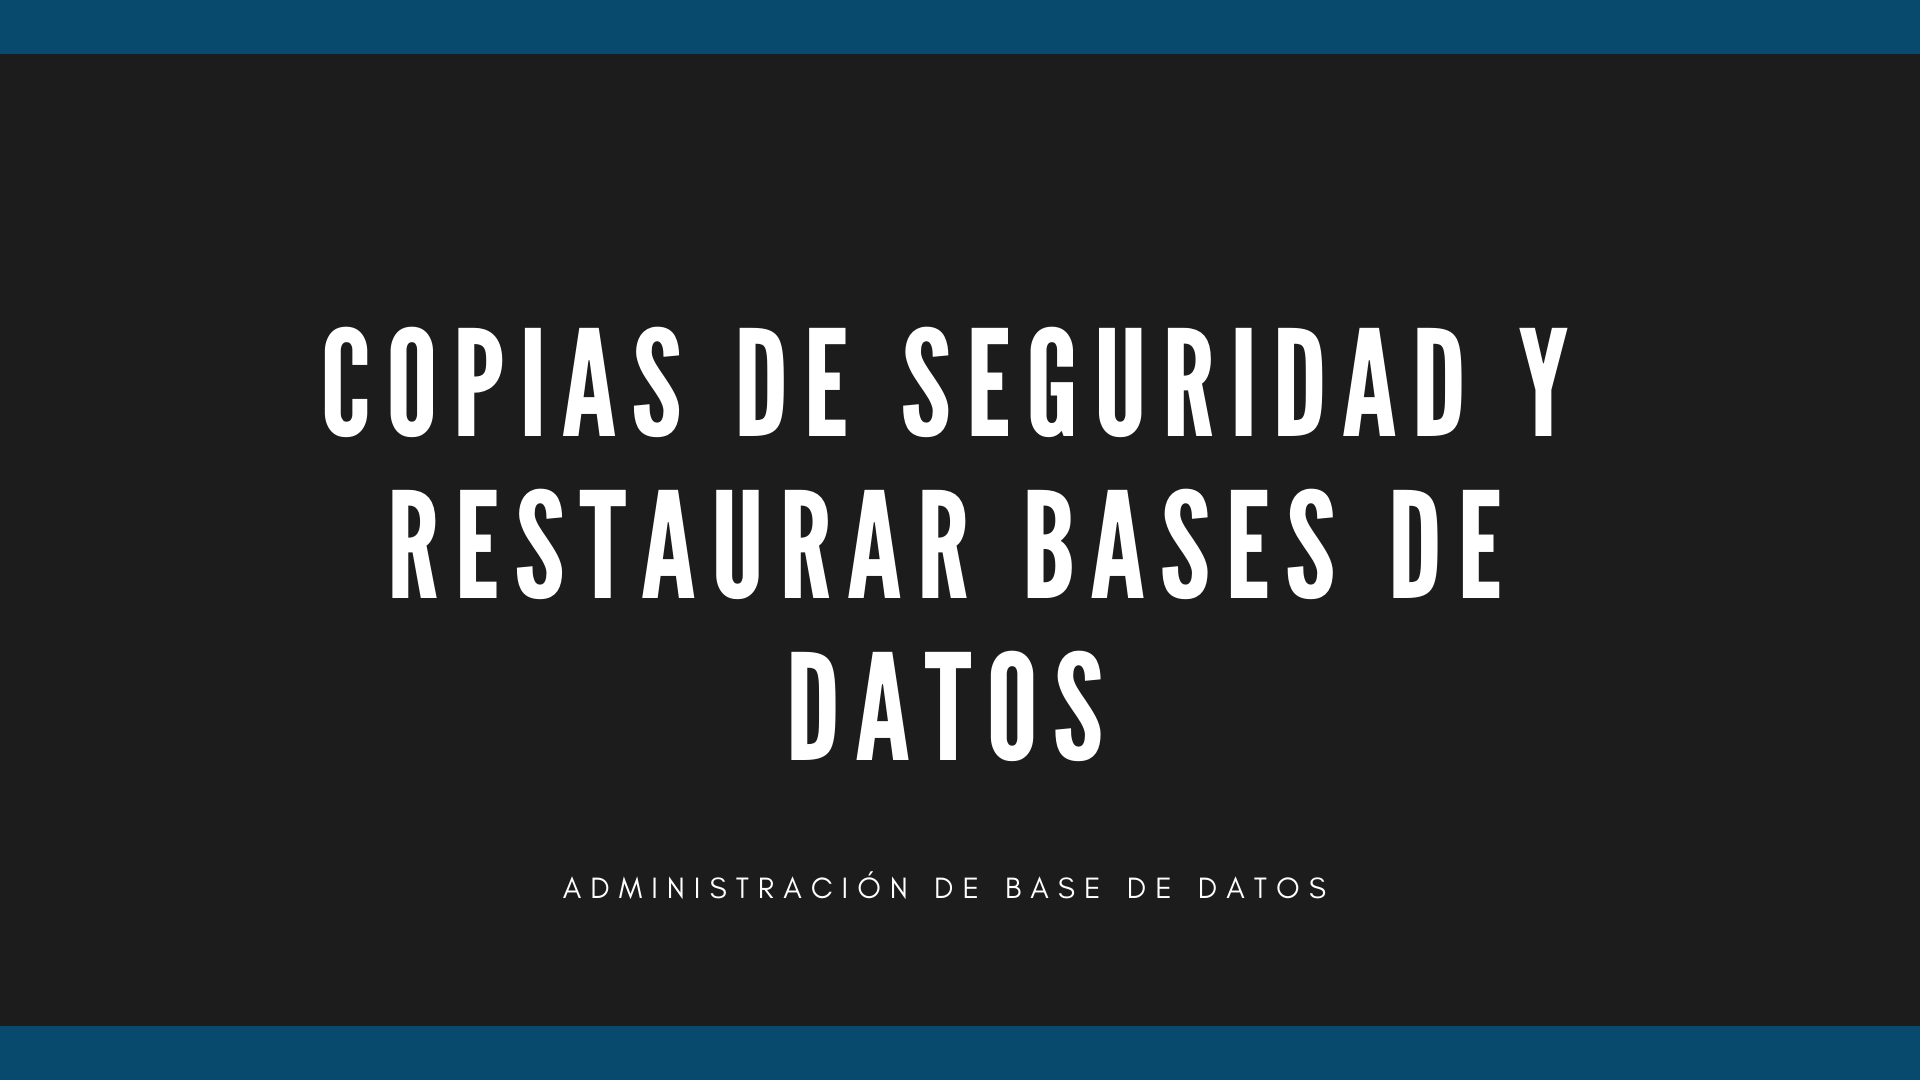 COPIAS DE SEGURIDAD Y
RESTAURAR BASES DE
DATOS
ADMINISTRACIÓN DE BASE DE DATOS